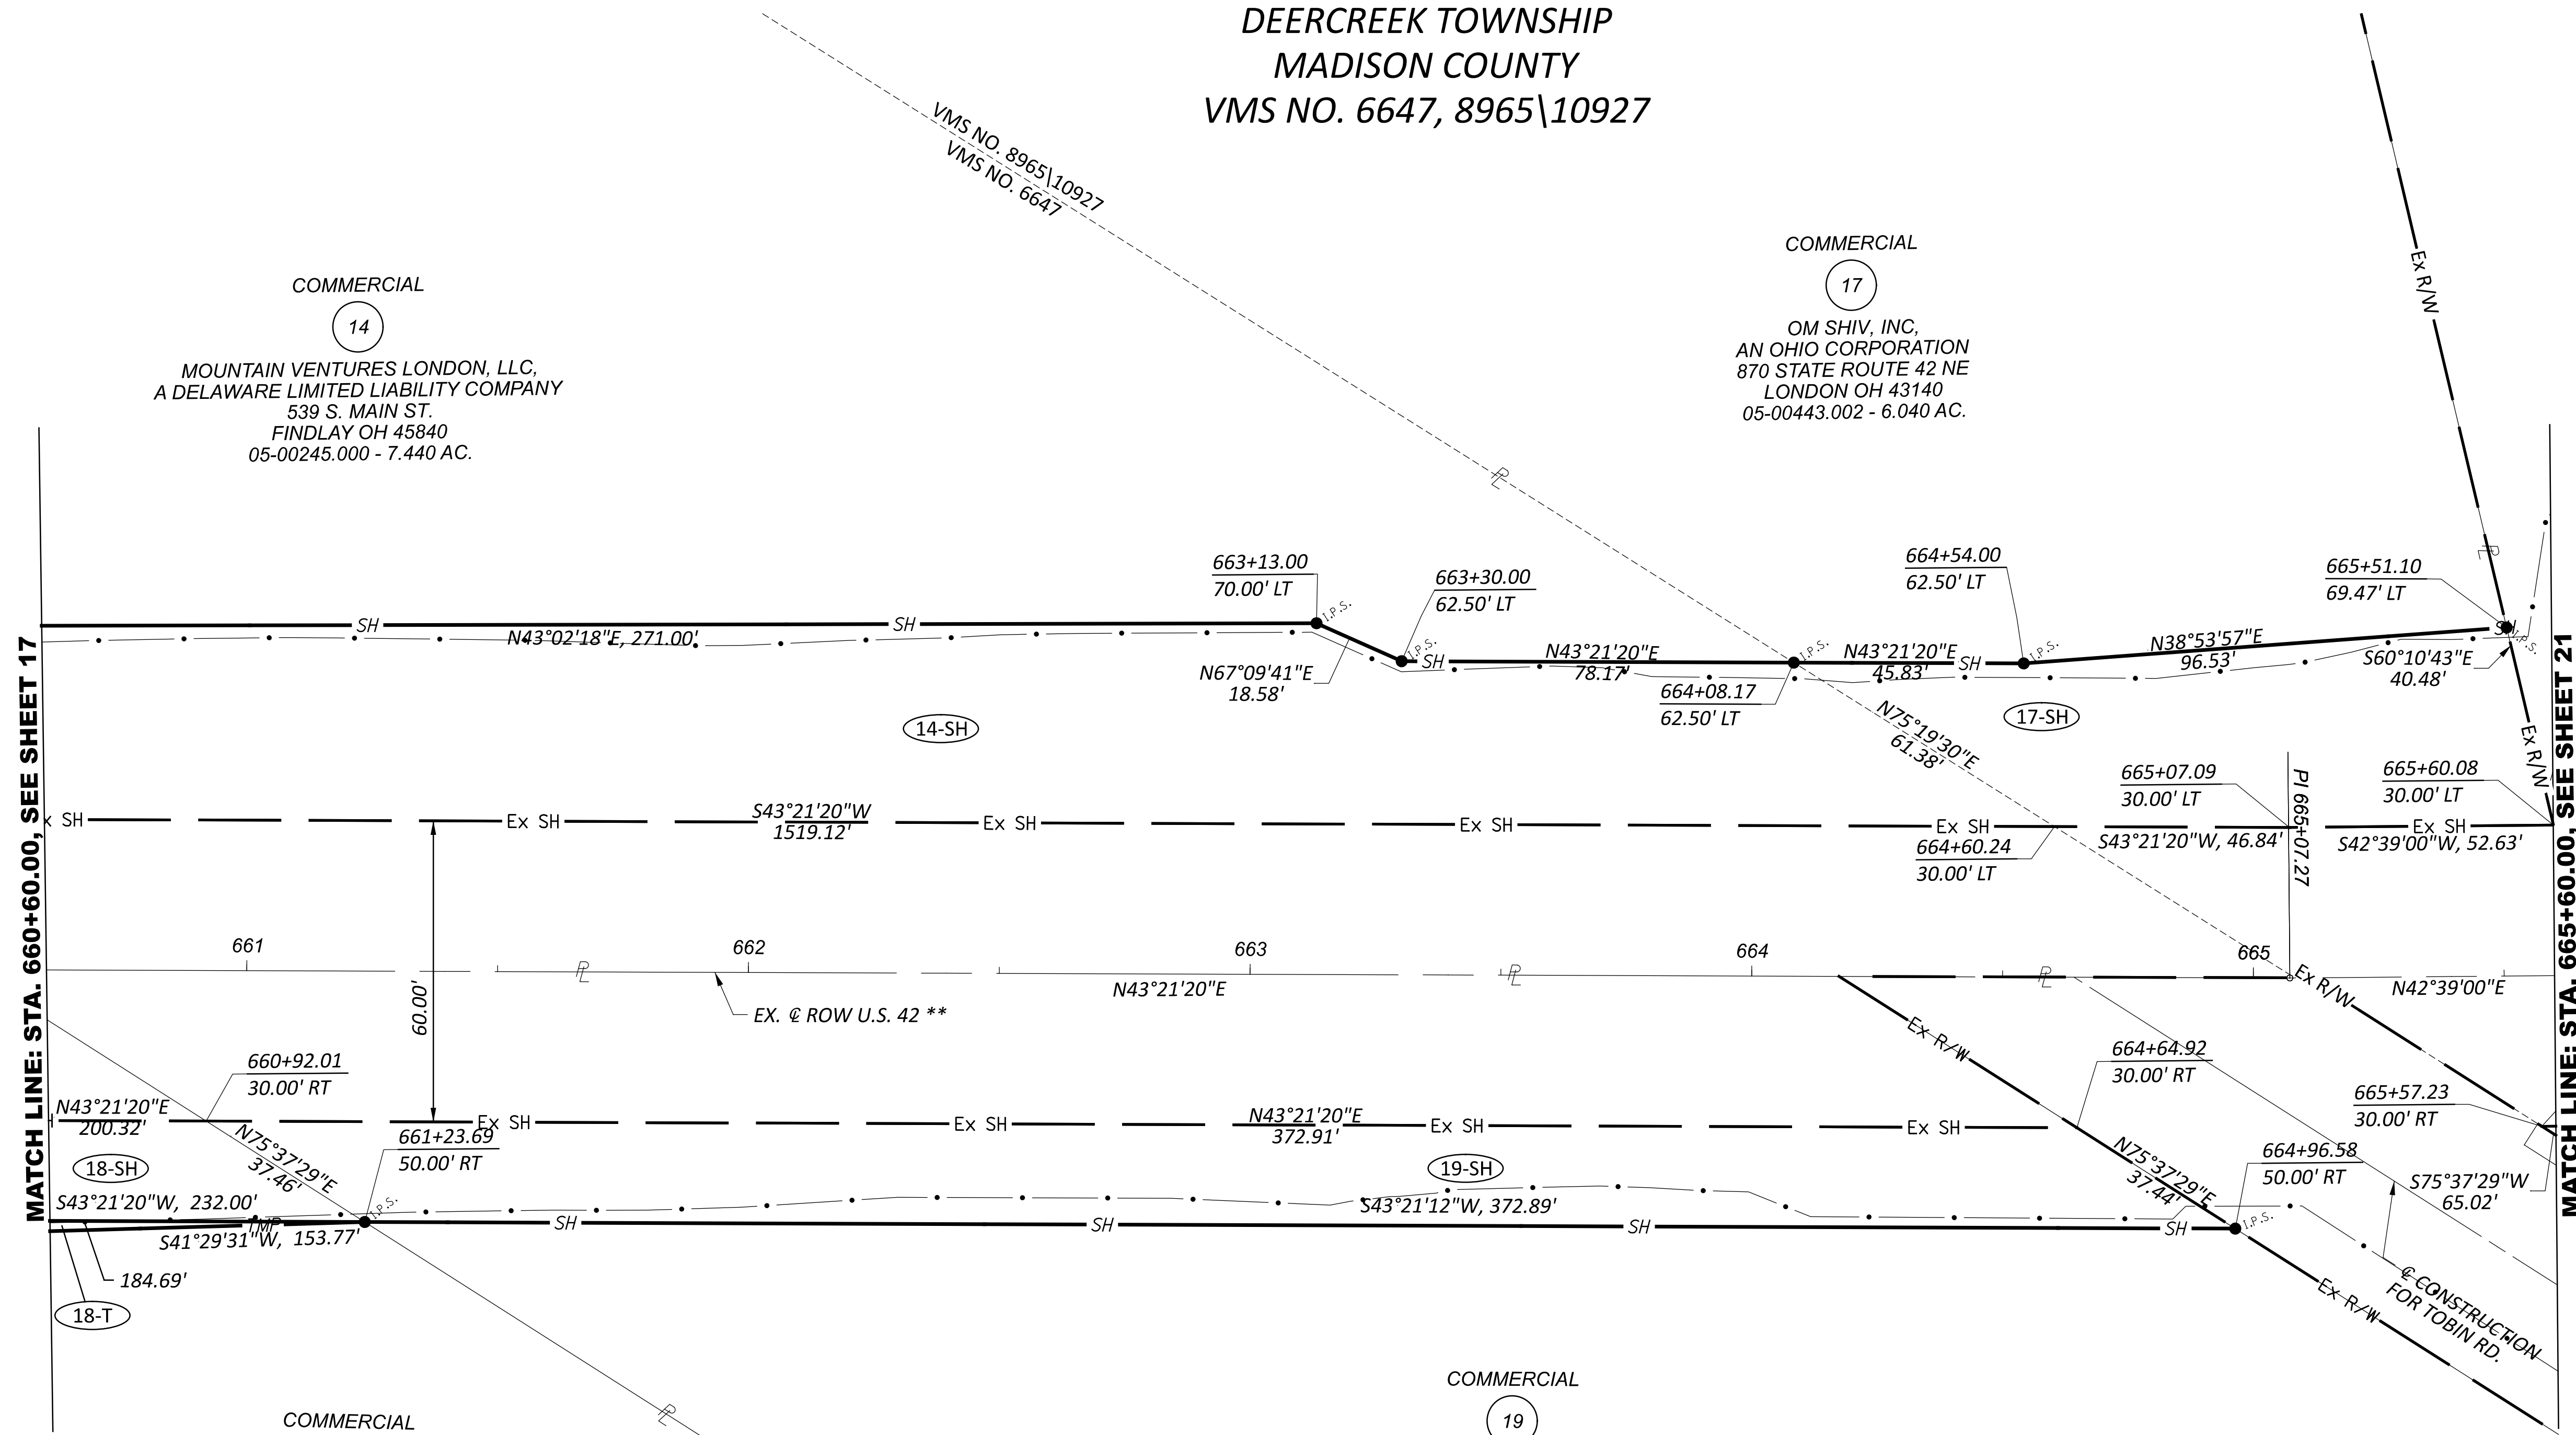 DEERCREEK TOWNSHIP
MADISON COUNTY
VMS NO. 6647, 8965\10927
VMS NO. 8965\10927
VMS NO. 6647
Ex R/W
COMMERCIAL
14
MOUNTAIN VENTURES LONDON, LLC,
A DELAWARE LIMITED LIABILITY COMPANY
539 S. MAIN ST.
FINDLAY OH 45840
05-00245.000 - 7.440 AC.
COMMERCIAL
17
OM SHIV, INC,
AN OHIO CORPORATION
870 STATE ROUTE 42 NE
LONDON OH 43140
05-00443.002 - 6.040 AC.
PL
MATCH LINE: STA. 660+60.00, SEE SHEET 17
MATCH LINE: STA. 665+60.00, SEE SHEET 21
663+13.00
70.00' LT
663+30.00
62.50' LT
664+54.00
62.50' LT
665+51.10
69.47' LT
PL
I.P.S.
I.P.S.
I.P.S.
I.P.S.
I.P.S.
SH
SH
SH
SH
SH
N43°02'18"E, 271.00'
N67°09'41"E
18.58'
N43°21'20"E
78.17'
664+08.17
62.50' LT
N43°21'20"E
45.83'
N38°53'57"E
96.53'
S60°10'43"E
40.48'
14-SH
17-SH
N75°19'30"E
61.38'
Ex R/W
665+07.09
30.00' LT
PI 665+07.27
665+60.08
30.00' LT
x SH
Ex SH
S43°21'20"W
1519.12'
Ex SH
Ex SH
Ex SH
Ex SH
664+60.24
30.00' LT
S43°21'20"W, 46.84'
S42°39'00"W, 52.63'
661
662
663
664
665
PL
PL
PL
60.00'
EX. ℄ ROW U.S. 42 **
N43°21'20"E
Ex R/W
N42°39'00"E
Ex R/W
660+92.01
30.00' RT
664+64.92
30.00' RT
665+57.23
30.00' RT
N43°21'20"E
200.32'
N75°37'29"E
37.46'
Ex SH
661+23.69
50.00' RT
Ex SH
N43°21'20"E
372.91'
Ex SH
Ex SH
N75°37'29"E
37.44'
664+96.58
50.00' RT
S75°37'29"W
65.02'
18-SH
19-SH
S43°21'20"W, 232.00'
TMP
S41°29'31"W, 153.77'
I.P.S.
SH
SH
S43°21'12"W, 372.89'
SH
SH
I.P.S.
184.69'
18-T
Ex R/W
℄ CONSTRUCTION
FOR TOBIN RD.
COMMERCIAL
PL
COMMERCIAL
19